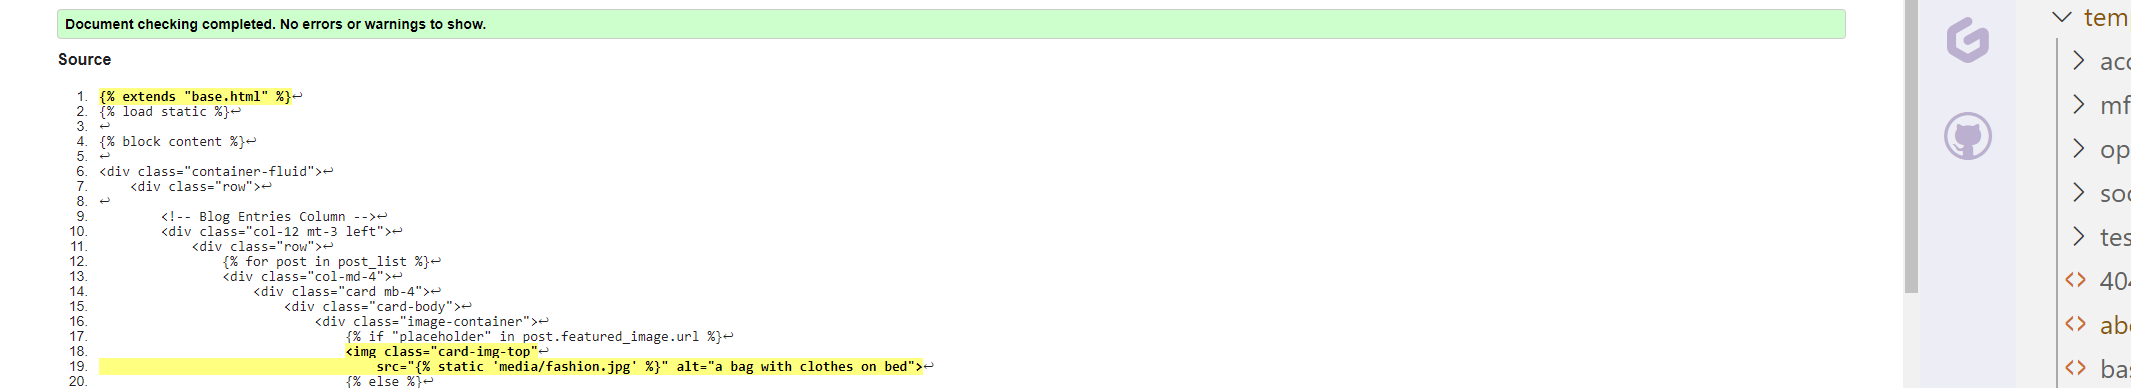 Document checking completed. No errors or warnings to show.
Source
1. {% extends "base.html" %}↩
2. {% load static %}↩
3. ↩
4. {% block content %}↩
5. ↩
6. <div class="container-fluid">↩
7. <div class="row">↩
8. ↩
9. <!-- Blog Entries Column -->↩
10. <div class="col-12 mt-3 left">↩
11. <div class="row">↩
12. {% for post in post_list %}↩
13. <div class="col-md-4">↩
14. <div class="card mb-4">↩
15. <div class="card-body">↩
16. <div class="image-container">↩
17. {% if "placeholder" in post.featured_image.url %}↩
18. <img class="card-img-top"↩
19. src="{% static 'media/fashion.jpg' %}" alt="a bag with clothes on bed">↩
20. {% else %}↩
tem
acc
mf
op
soc
tes
404
abo
bas